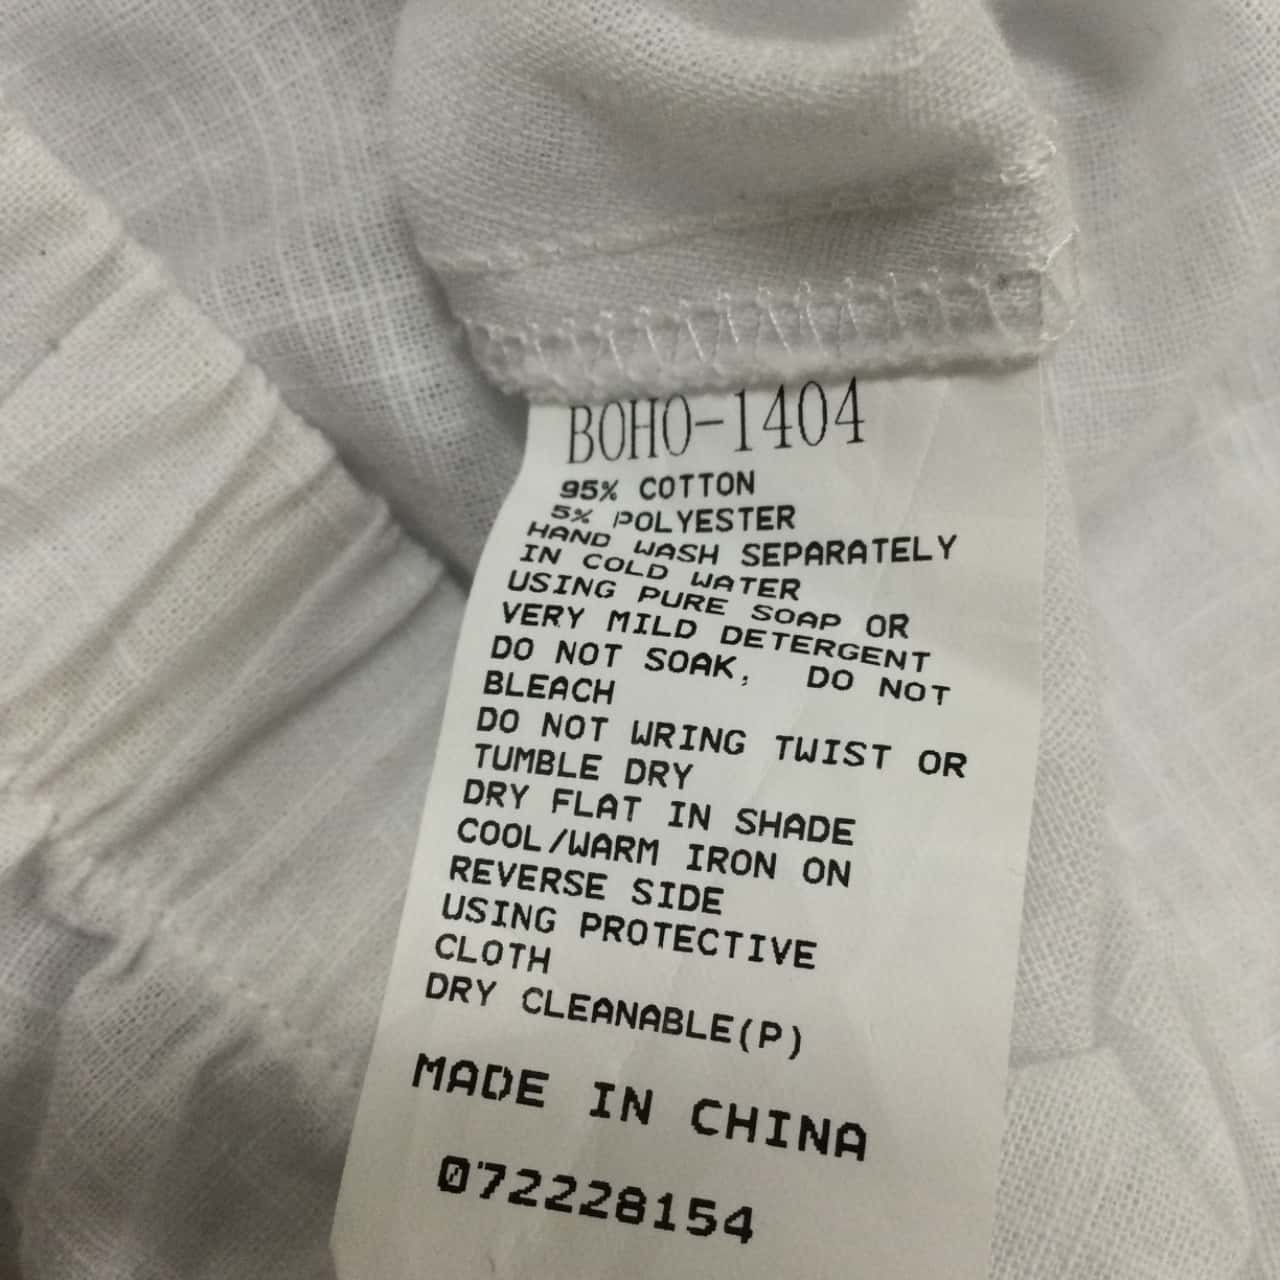 BOHO-1404
95% COTTON
5% POLYESTER
HAND WASH SEPARATELY
IN COLD WATER
USING PURE SOAP OR
VERY MILD DETERGENT
DO NOT SOAK, DO NOT
BLEACH
DO NOT WRING TWIST OR
TUMBLE DRY
DRY FLAT IN SHADE
COOL/WARM IRON ON
REVERSE SIDE
USING PROTECTIVE
CLOTH
DRY CLEANABLE(P)
MADE IN CHINA
072228154